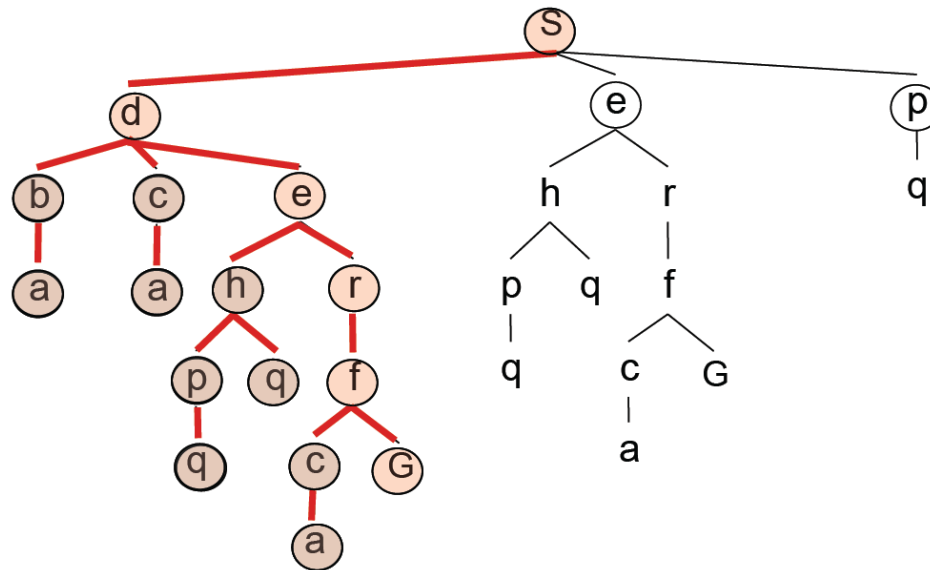 S
d e p
b c e h r q
a a h r p q f
p q f q c G
q c G a
a